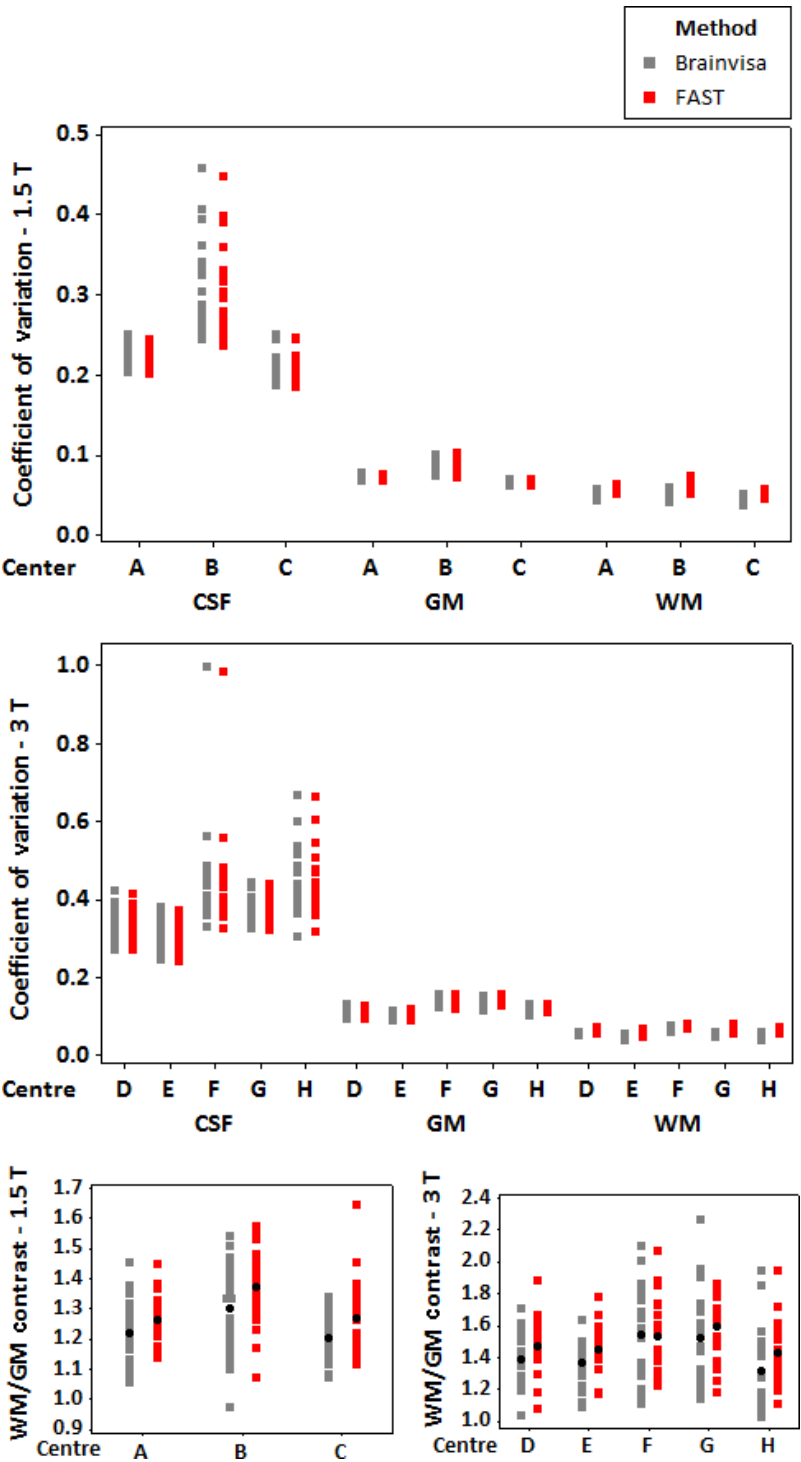 Method
Brainvisa
FAST
Coefficient of variation - 1.5 T
0.5
0.4
0.3
0.2
0.1
0.0
Center A B C A B C A B C
CSF GM WM
Coefficient of variation - 3 T
1.0
0.8
0.6
0.4
0.2
0.0
Centre D E F G H D E F G H D E F G H
CSF GM WM
WM/GM contrast - 1.5 T
1.7
1.6
1.5
1.4
1.3
1.2
1.1
1.0
0.9
Centre A B C
WM/GM contrast - 3 T
2.4
2.2
2.0
1.8
1.6
1.4
1.2
1.0
Centre D E F G H